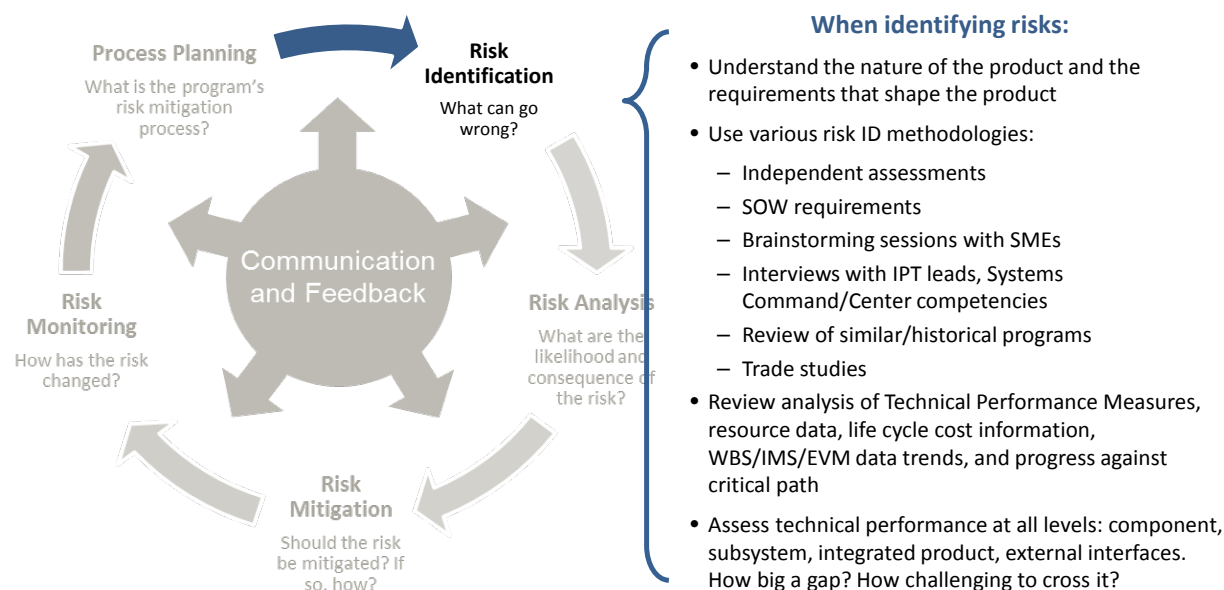 Process Planning
What is the program's
risk mitigation
process?
Risk
Identification
What can go
wrong?
Communication
and Feedback
Risk Analysis
What are the
likelihood and
consequence of
the risk?
Risk
Monitoring
How has the risk
changed?
Risk
Mitigation
Should the risk
be mitigated? If
so, how?
When identifying risks:
• Understand the nature of the product and the
requirements that shape the product
• Use various risk ID methodologies:
– Independent assessments
– SOW requirements
– Brainstorming sessions with SMEs
– Interviews with IPT leads, Systems
Command/Center competencies
– Review of similar/historical programs
– Trade studies
• Review analysis of Technical Performance Measures,
resource data, life cycle cost information,
WBS/IMS/EVM data trends, and progress against
critical path
• Assess technical performance at all levels: component,
subsystem, integrated product, external interfaces.
How big a gap? How challenging to cross it?